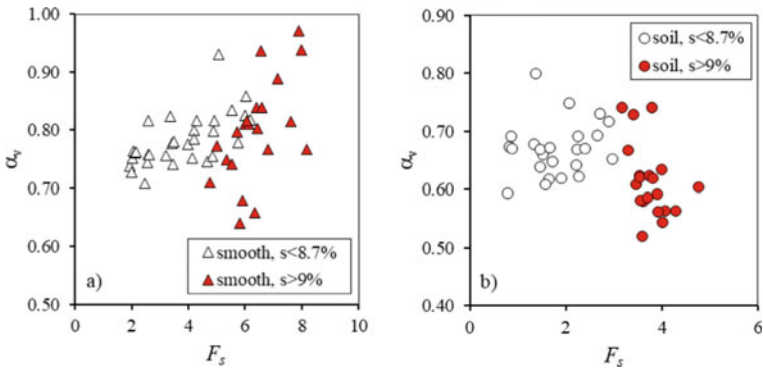 1.00
0.90
0.80
0.70
0.60
0.50
αv
smooth, s<8.7%
smooth, s>9%
a)
0 2 4 6 8 10
Fs
0.90
0.80
0.70
0.60
0.50
0.40
αv
soil, s<8.7%
soil, s>9%
b)
0 2 4 6
Fs